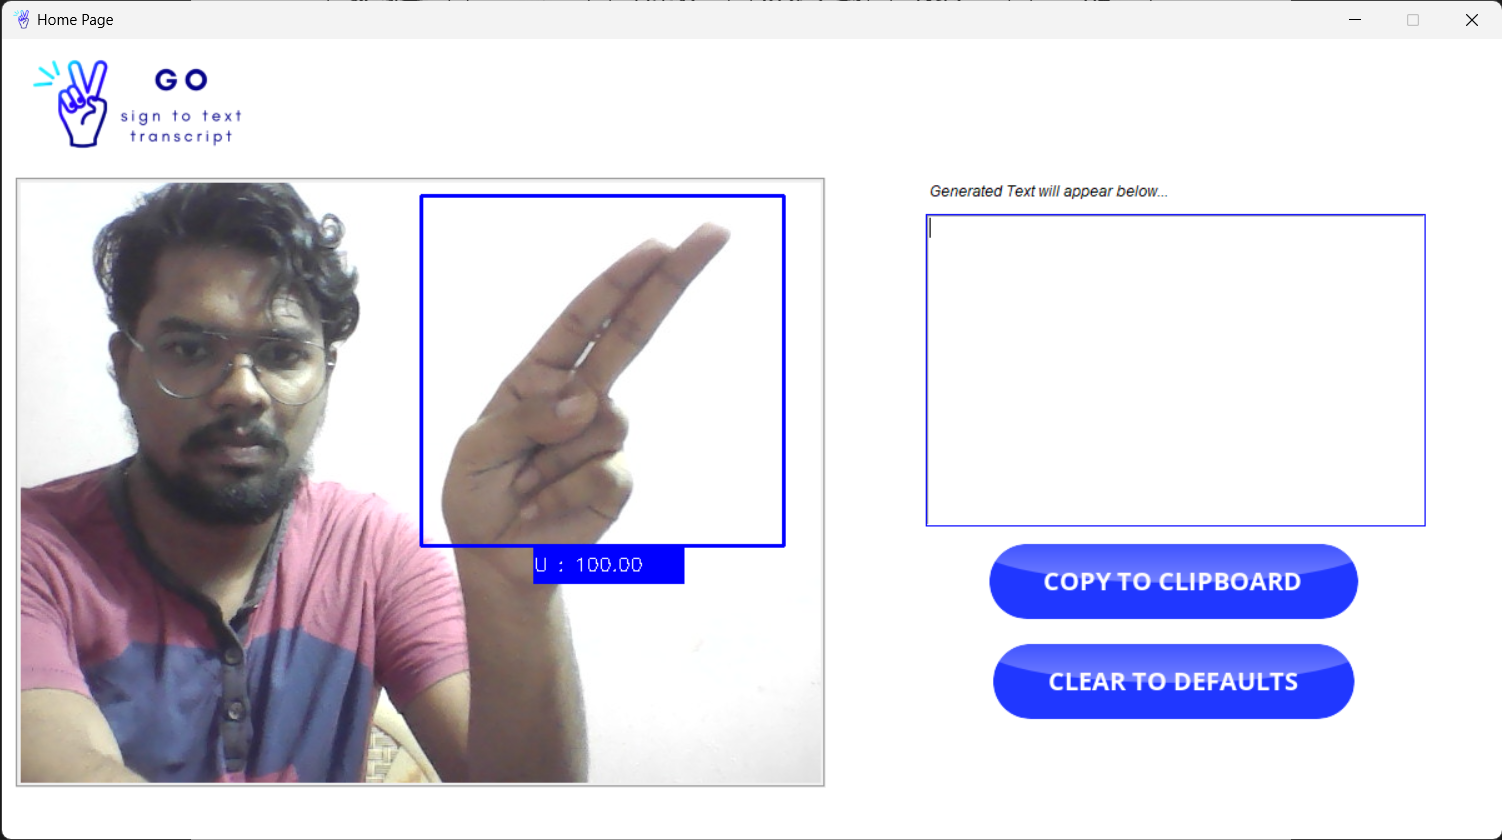 Home Page
GO
sign to text
transcript
Generated Text will appear below...
U : 100.00
COPY TO CLIPBOARD
CLEAR TO DEFAULTS